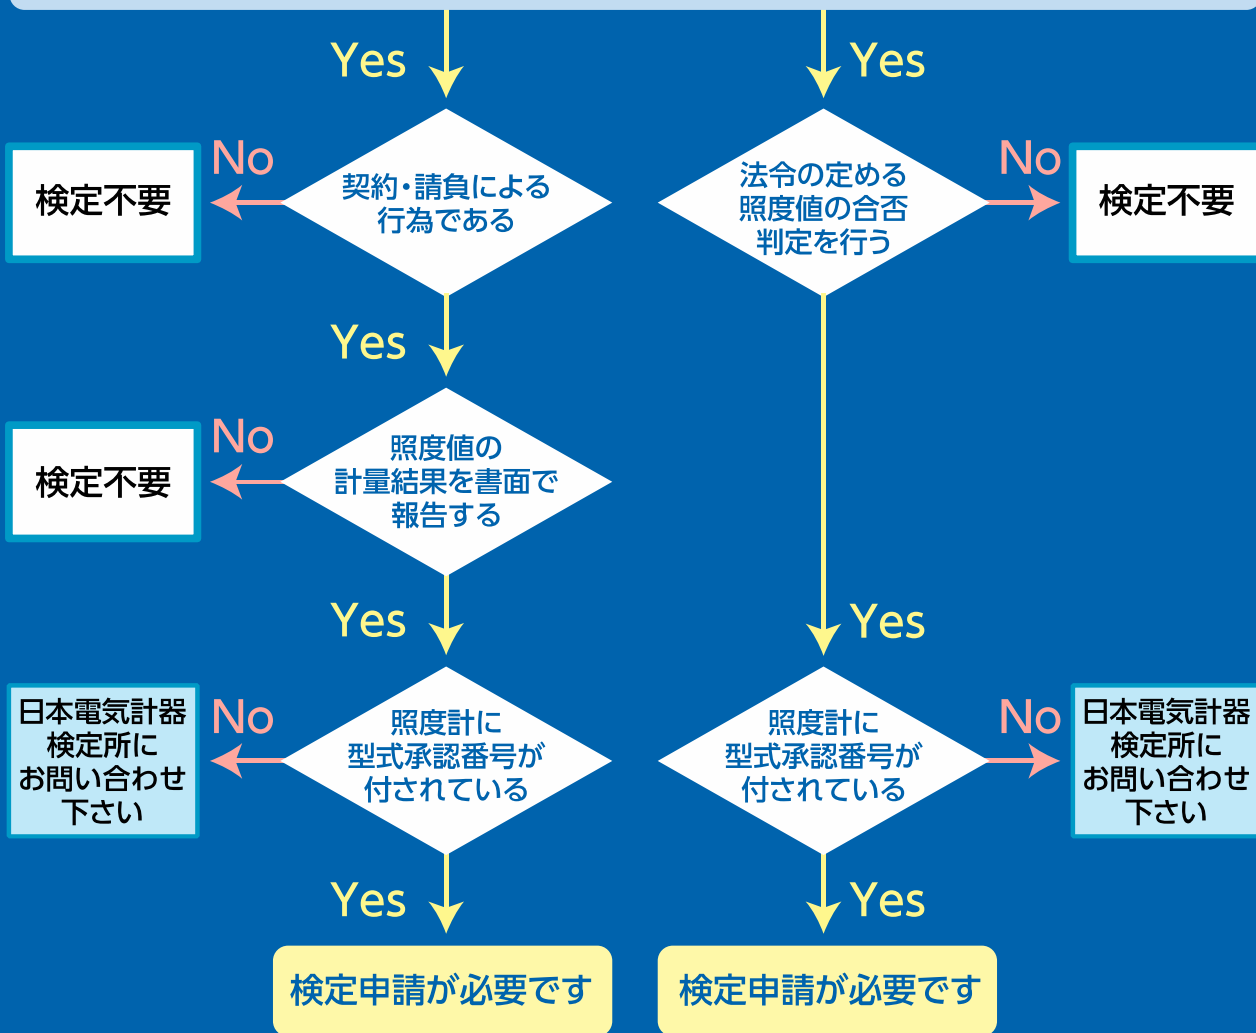 Yes
Yes
No
検定不要
契約・請負による
行為である
法令の定める
照度値の合否
判定を行う
No
検定不要
Yes
No
検定不要
照度値の
計量結果を書面で
報告する
Yes
Yes
日本電気計器
検定所に
お問い合わせ
下さい
No
照度計に
型式承認番号が
付されている
照度計に
型式承認番号が
付されている
No
日本電気計器
検定所に
お問い合わせ
下さい
Yes
Yes
検定申請が必要です
検定申請が必要です